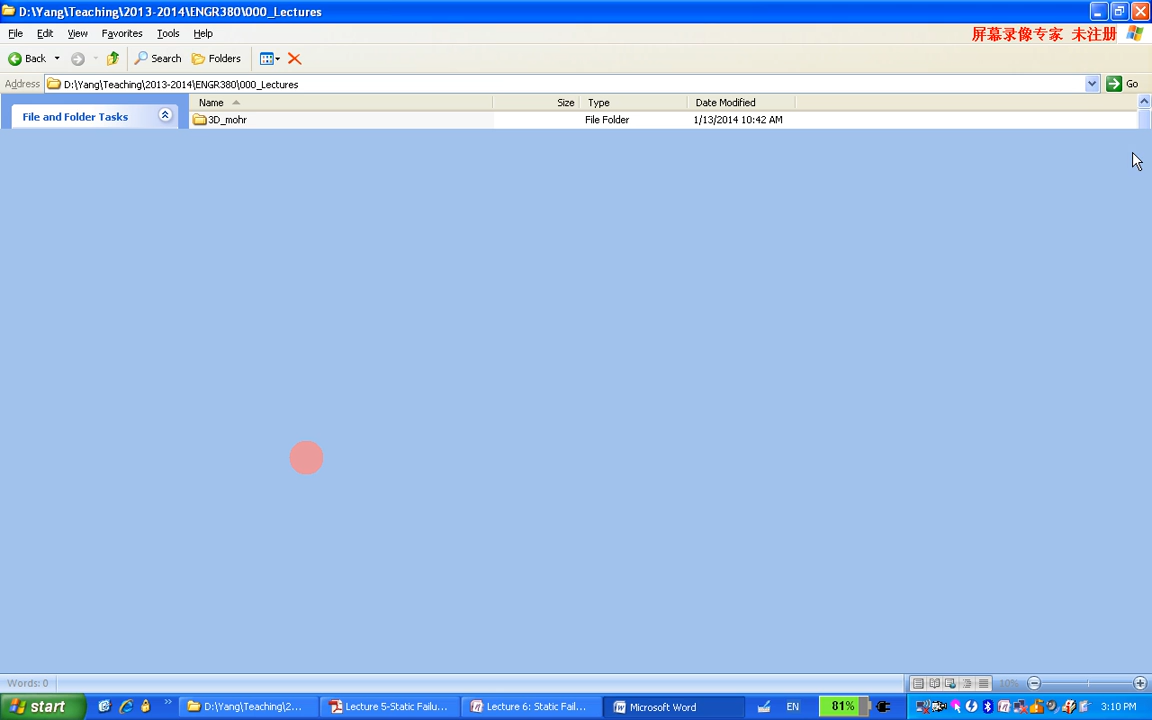 D:\Yang\Teaching\2013-2014\ENGR380\000_Lectures
File Edit View Favorites Tools Help
屏幕录像专家 未注册
Back Search Folders
Address D:\Yang\Teaching\2013-2014\ENGR380\000_Lectures Go
File and Folder Tasks
Name Size Type Date Modified
3D_mohr File Folder 1/13/2014 10:42 AM
Words: 0 10%
start D:\Yang\Teaching\2... Lecture 5-Static Failu... Lecture 6: Static Fail... Microsoft Word EN 81% 3:10 PM